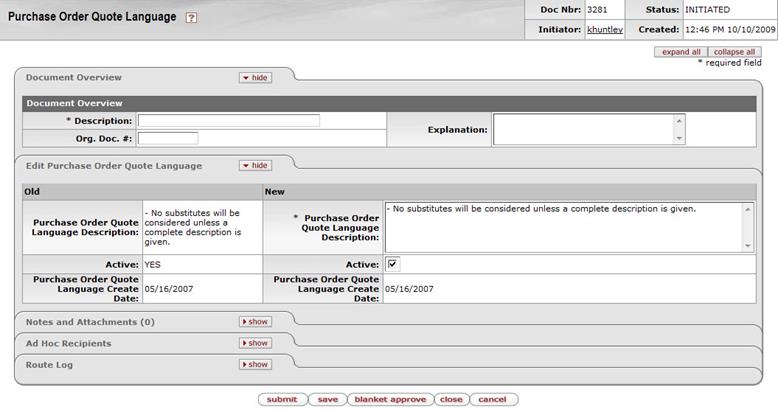 Purchase Order Quote Language ?
Doc Nbr: 3281 Status: INITIATED
Initiator: khuntley Created: 12:46 PM 10/10/2009
expand all collapse all
* required field
Document Overview hide
Document Overview
* Description: Explanation:
Org. Doc. #:
Edit Purchase Order Quote Language hide
Old New
Purchase Order Quote
Language Description:
- No substitutes will be
considered unless a
complete description is
given.
* Purchase Order
Quote Language
Description:
- No substitutes will be considered unless a complete description is given.
Active: YES Active:
Purchase Order Quote
Language Create
Date:
05/16/2007
Purchase Order Quote
Language Create
Date:
05/16/2007
Notes and Attachments (0) show
Ad Hoc Recipients show
Route Log show
submit save blanket approve close cancel